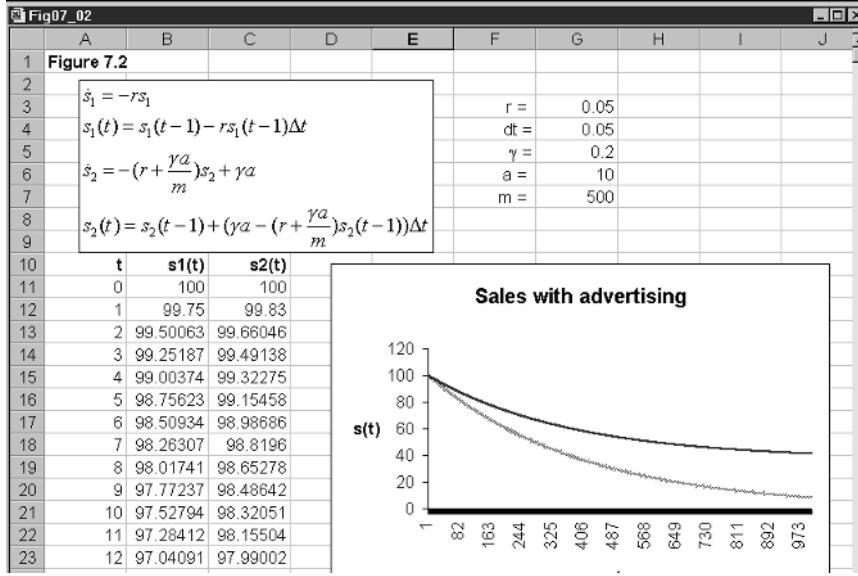 Fig07_02
A B C D E F G H I J
1 Figure 7.2
2
3 ṡ₁ = −rs₁ r = 0.05
4 s₁(t) = s₁(t − 1) − rs₁(t − 1)Δt dt = 0.05
5 γ = 0.2
6 ṡ₂ = −(r + γa/m)s₂ + γa a = 10
7 m = 500
8 s₂(t) = s₂(t − 1) + (γa − (r + γa/m)s₂(t − 1))Δt
9
10 t s1(t) s2(t)
11 0 100 100
12 1 99.75 99.83
13 2 99.50063 99.66046
14 3 99.25187 99.49138
15 4 99.00374 99.32275
16 5 98.75623 99.15458
17 6 98.50934 98.98686
18 7 98.26307 98.8196
19 8 98.01741 98.65278
20 9 97.77237 98.48642
21 10 97.52794 98.32051
22 11 97.28412 98.15504
23 12 97.04091 97.99002
Sales with advertising
s(t)
120
100
80
60
40
20
0
1 82 163 244 325 406 487 568 649 730 811 892 973